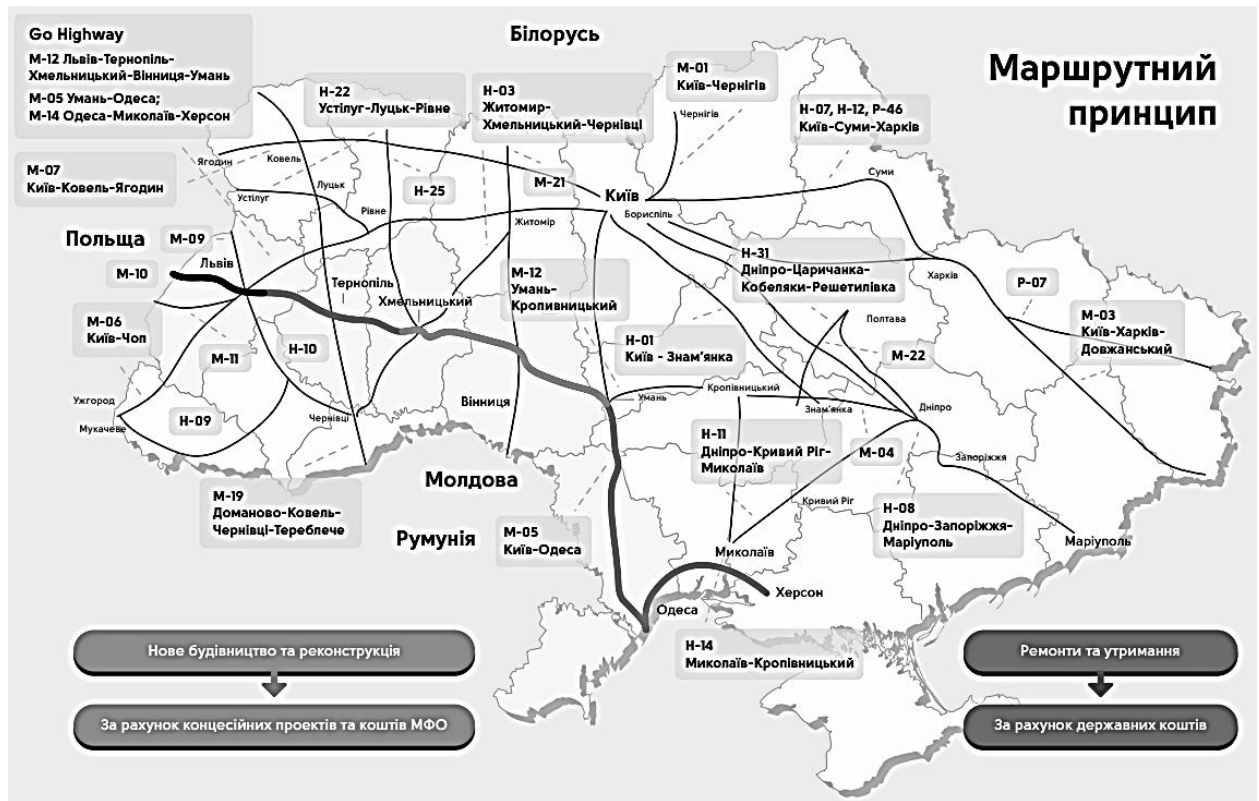 Маршрутний
принцип
Go Highway
М-12 Львів-Тернопіль-
Хмельницький-Вінниця-Умань
М-05 Умань-Одеса;
М-14 Одеса-Миколаїв-Херсон
Білорусь
Н-22
Устілуг-Луцьк-Рівне
Н-03
Житомир-
Хмельницький-Чернівці
М-01
Київ-Чернігів
Чернігів
Н-07, Н-12, Р-46
Київ-Суми-Харків
М-07
Київ-Ковель-Ягодин
Ягодин
Ковель
Устілуг
Луцьк
Н-25
Рівне
М-21
Київ
Бориспіль
Житомір
Суми
Польща
М-09
Львів
М-10
Тернопіль
Хмельницький
М-12
Умань-
Кропивницький
Н-31
Дніпро-Царичанка-
Кобеляки-Решетилівка
Харків
Р-07
М-03
Київ-Харків-
Довжанський
М-06
Київ-Чоп
М-11
Н-10
Н-01
Київ - Знам'янка
Полтава
М-22
Ужгород
Мукачеве
Н-09
Чернівці
Вінниця
Умань
Кропівницький
Знам'янка
Дніпро
Н-11
Дніпро-Кривий Ріг-
Миколаїв
М-04
Запоріжжя
Молдова
М-19
Доманово-Ковель-
Чернівці-Тереблече
Румунія
М-05
Київ-Одеса
Кривий Ріг
Н-08
Дніпро-Запоріжжя-
Маріуполь
Маріуполь
Миколаїв
Херсон
Одеса
Н-14
Миколаїв-Кропівницький
Нове будівництво та реконструкція
За рахунок концесійних проектів та коштів МФО
Ремонти та утримання
За рахунок державних коштів